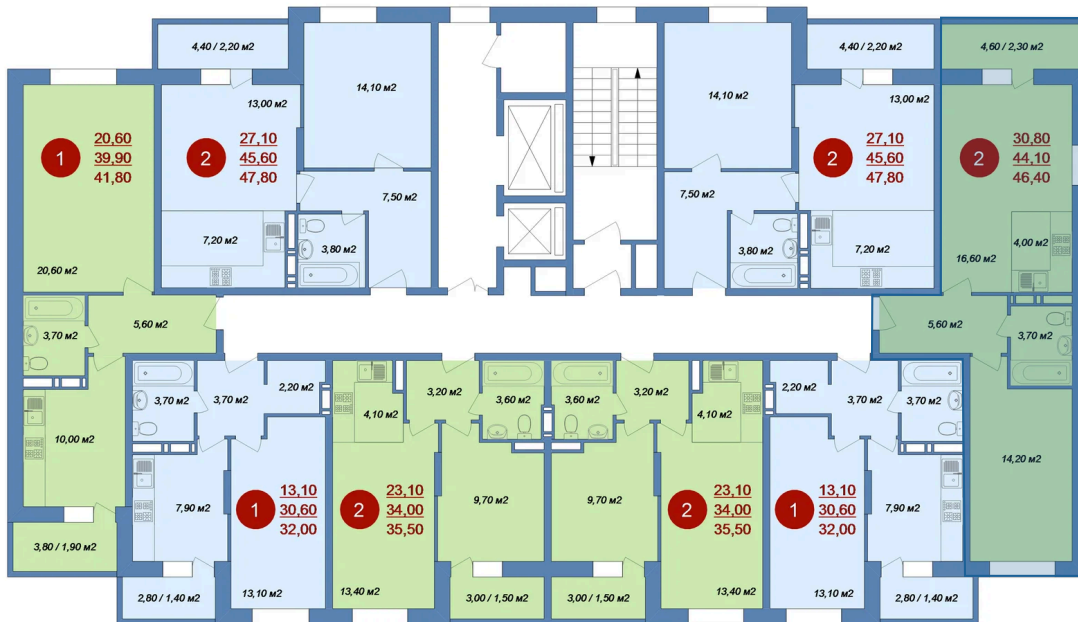 4,40 / 2,20 м2
14,10 м2
13,00 м2
1
20,60
39,90
41,80
2
27,10
45,60
47,80
7,50 м2
3,80 м2
7,20 м2
20,60 м2
14,10 м2
4,40 / 2,20 м2
13,00 м2
2
27,10
45,60
47,80
7,50 м2
3,80 м2
7,20 м2
4,60 / 2,30 м2
2
30,80
44,10
46,40
4,00 м2
16,60 м2
3,70 м2
5,60 м2
5,60 м2
3,70 м2
10,00 м2
3,70 м2
3,70 м2
2,20 м2
4,10 м2
3,20 м2
3,60 м2
3,60 м2
3,20 м2
4,10 м2
2,20 м2
3,70 м2
3,70 м2
14,20 м2
7,90 м2
1
13,10
30,60
32,00
2
23,10
34,00
35,50
9,70 м2
9,70 м2
2
23,10
34,00
35,50
1
13,10
30,60
32,00
7,90 м2
3,80 / 1,90 м2
2,80 / 1,40 м2
13,10 м2
13,40 м2
3,00 / 1,50 м2
3,00 / 1,50 м2
13,40 м2
13,10 м2
2,80 / 1,40 м2